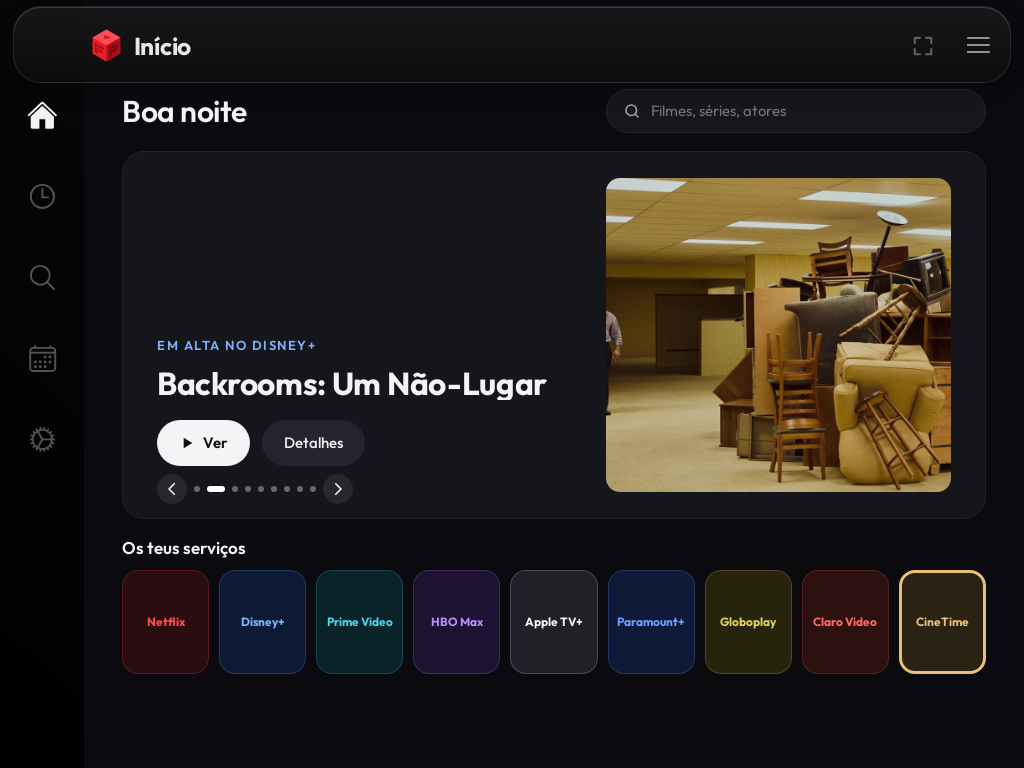 Início
Boa noite
Filmes, séries, atores
EM ALTA NO DISNEY+
Backrooms: Um Não-Lugar
Ver
Detalhes
Os teus serviços
Netflix
Disney+
Prime Video
HBO Max
Apple TV+
Paramount+
Globoplay
Claro Video
CineTime